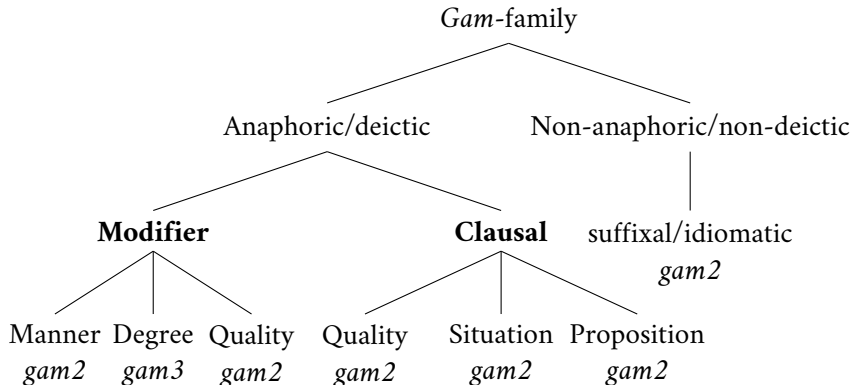 Gam-family
Anaphoric/deictic Non-anaphoric/non-deictic
Modifier Clausal suffixal/idiomatic
gam2
Manner Degree Quality Quality Situation Proposition
gam2 gam3 gam2 gam2 gam2 gam2